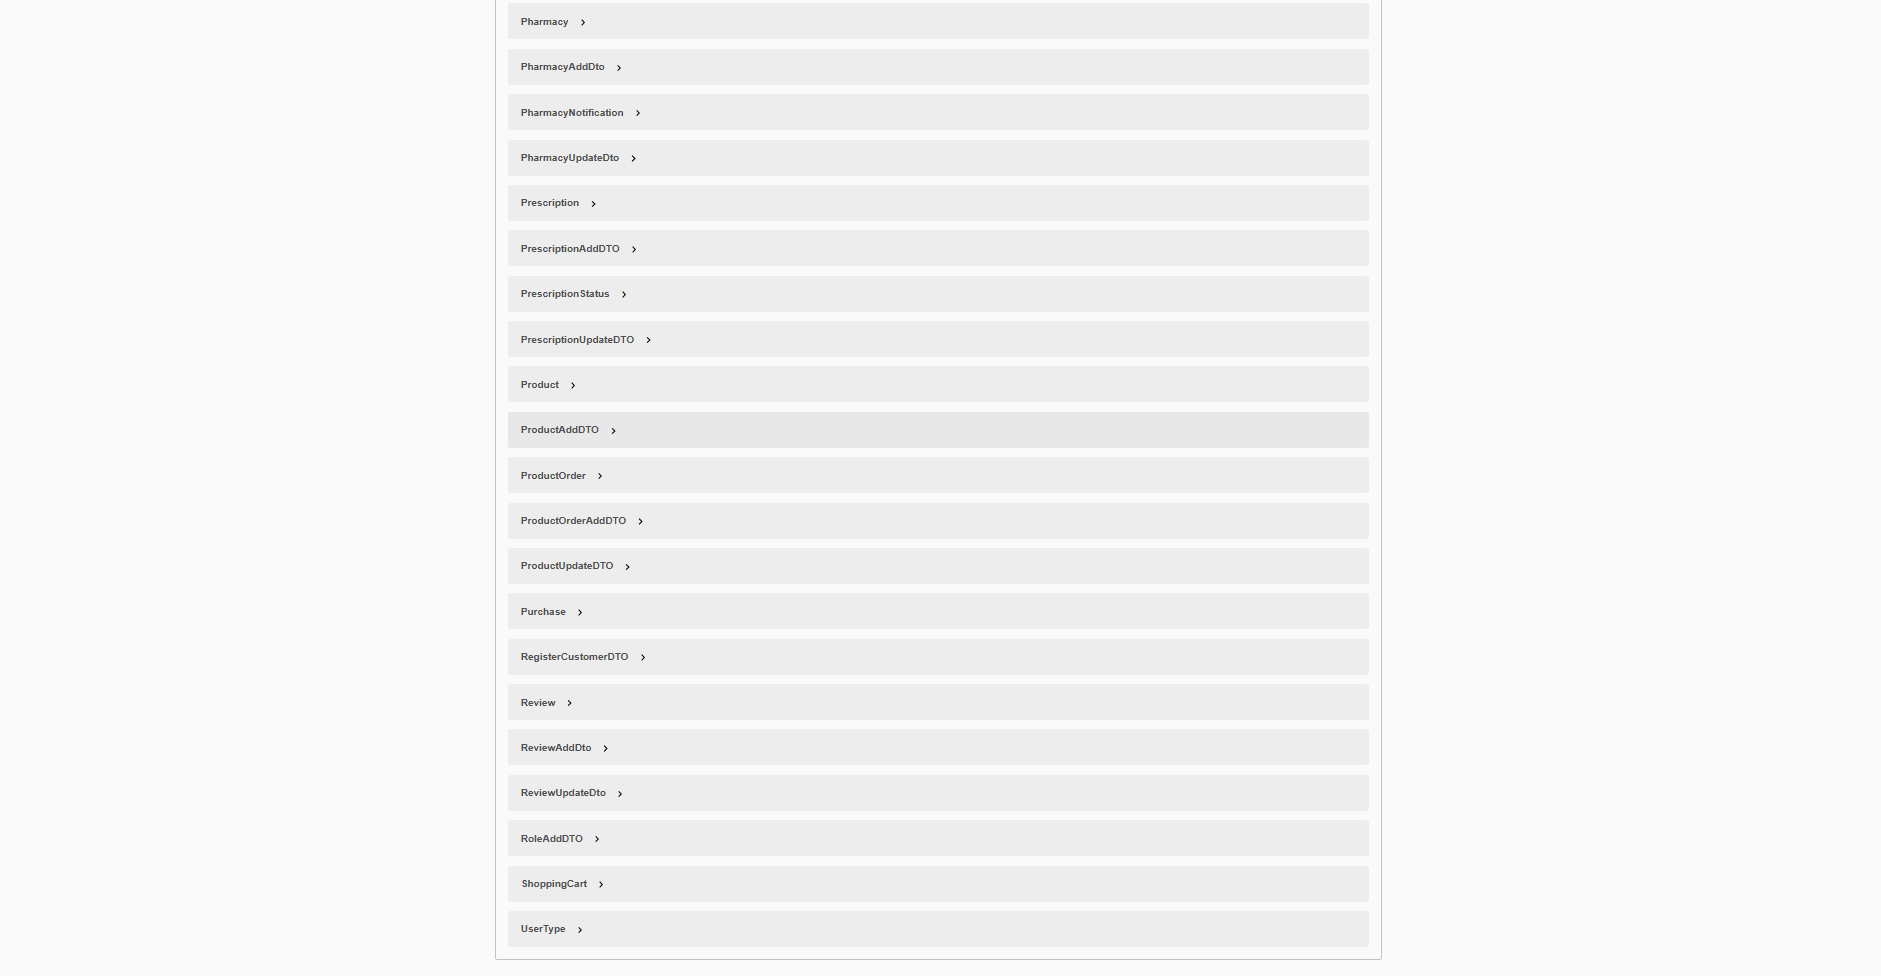 Pharmacy
PharmacyAddDto
PharmacyNotification
PharmacyUpdateDto
Prescription
PrescriptionAddDTO
PrescriptionStatus
PrescriptionUpdateDTO
Product
ProductAddDTO
ProductOrder
ProductOrderAddDTO
ProductUpdateDTO
Purchase
RegisterCustomerDTO
Review
ReviewAddDto
ReviewUpdateDto
RoleAddDTO
ShoppingCart
UserType